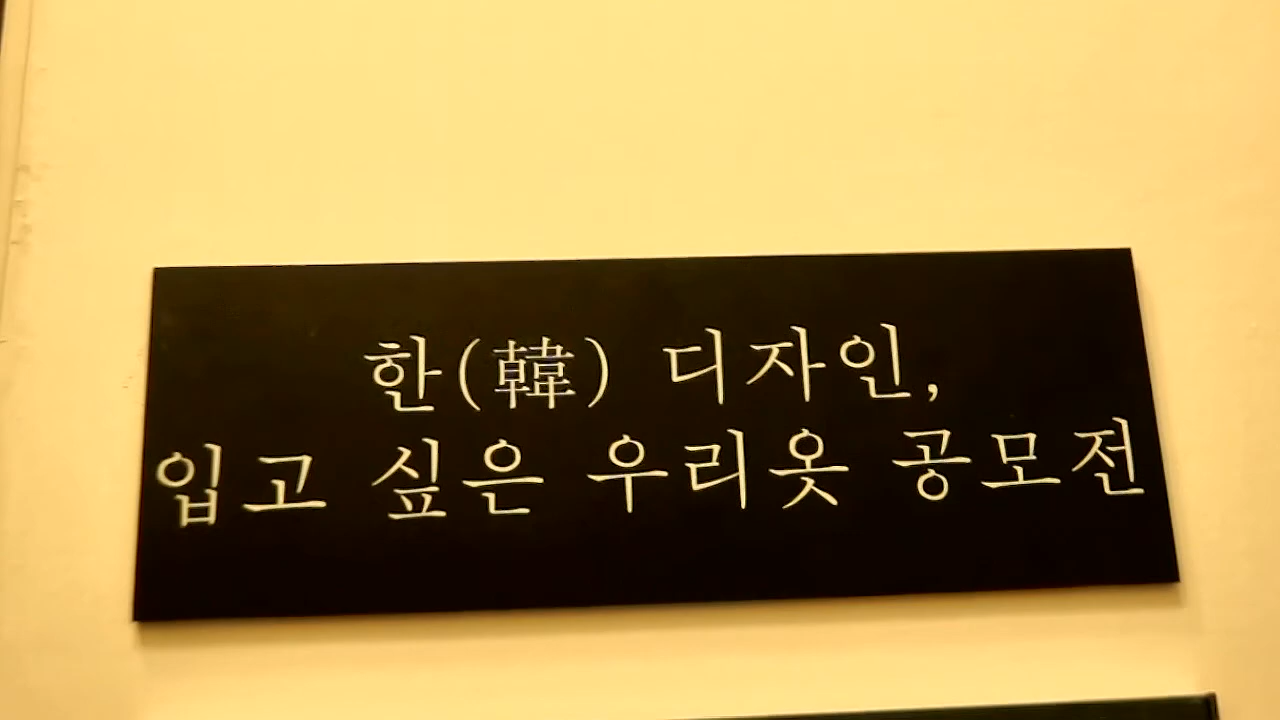 한(韓) 디자인,
입고 싶은 우리옷 공모전